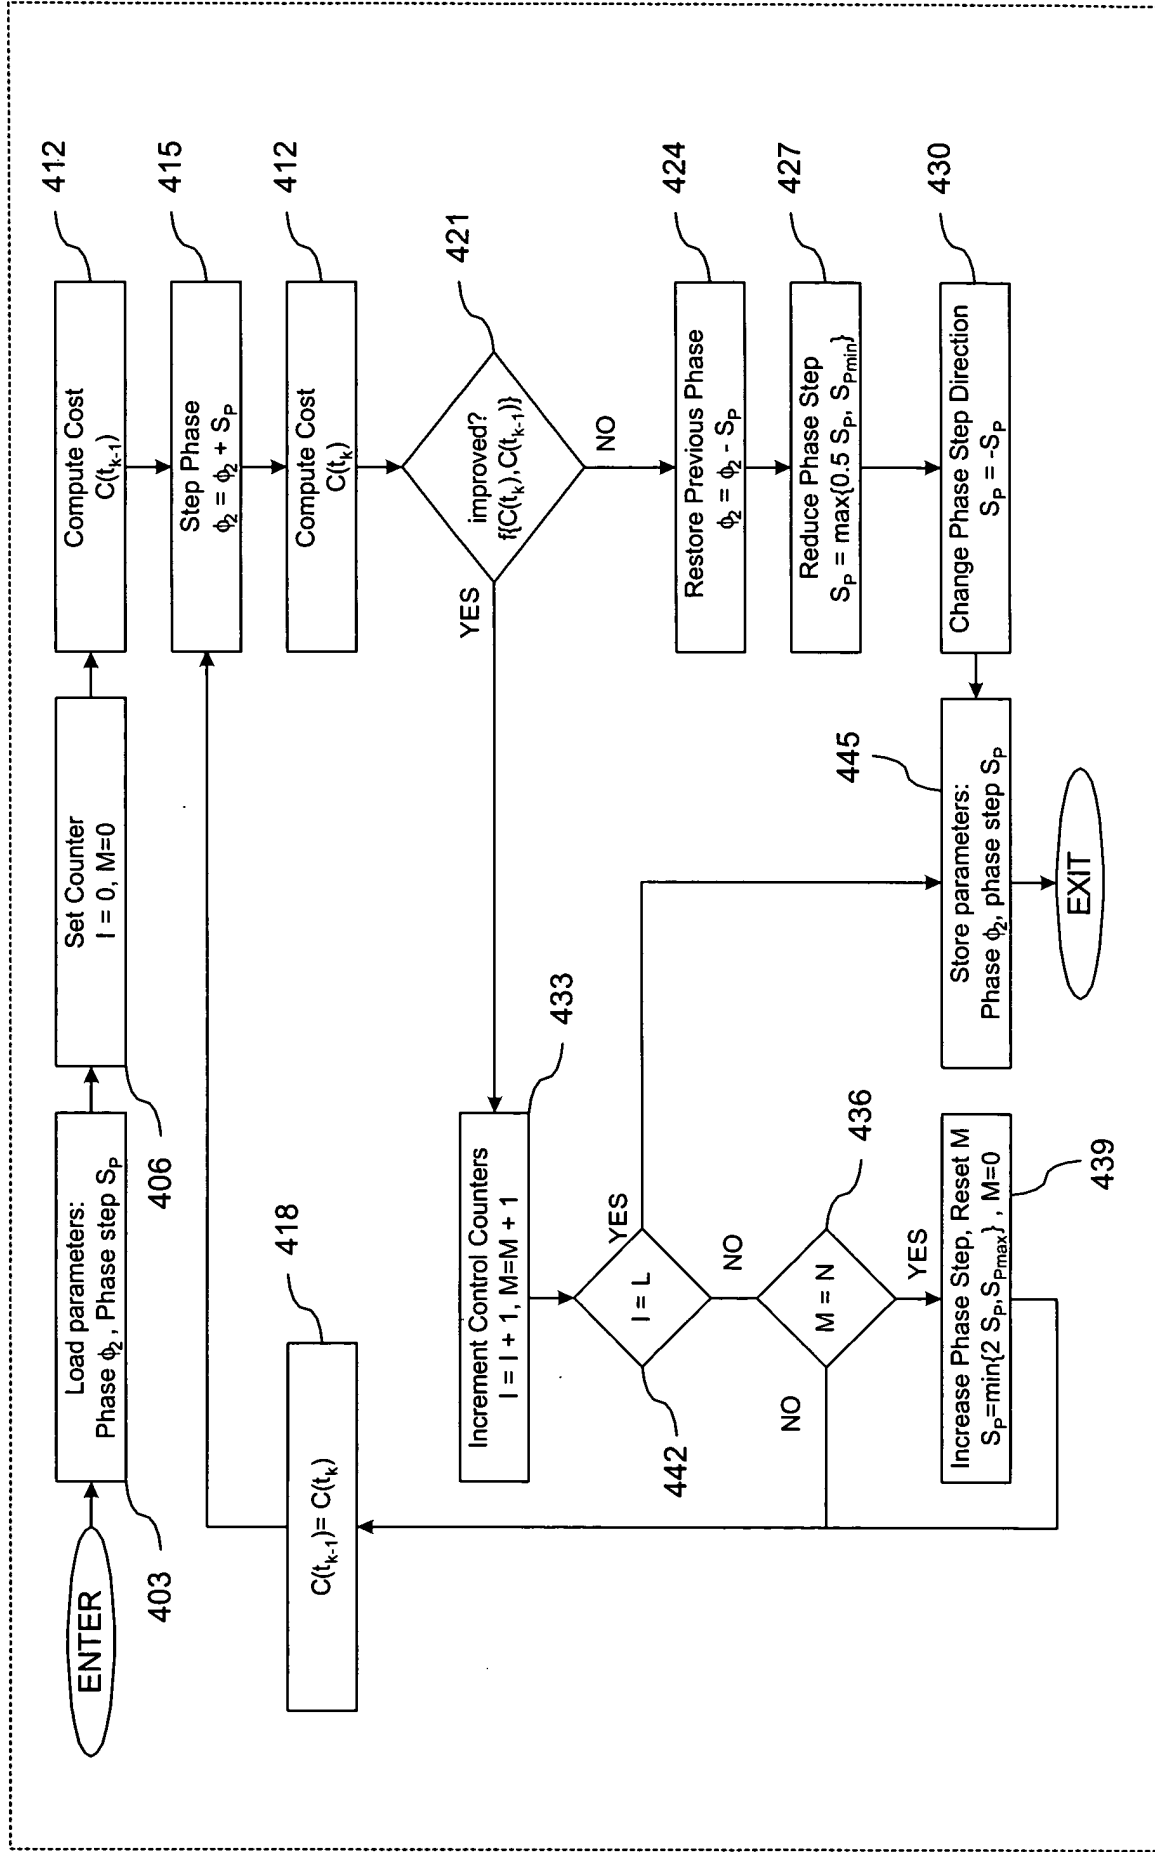 ENTER
Load parameters:
Phase ϕ₂ , Phase step Sₚ
403
Set Counter
I = 0, M=0
406
Compute Cost
C(tₖ₋₁)
412
Step Phase
ϕ₂ = ϕ₂ + Sₚ
415
Compute Cost
C(tₖ)
412
C(tₖ₋₁)= C(tₖ)
418
improved?
f{C(tₖ),C(tₖ₋₁)}
421
YES
NO
Increment Control Counters
I = I + 1, M=M + 1
433
Restore Previous Phase
ϕ₂ = ϕ₂ - Sₚ
424
I = L
442
YES
NO
Reduce Phase Step
Sₚ = max{0.5 Sₚ, S_Pmin}
427
M = N
436
NO
YES
Increase Phase Step, Reset M
Sₚ=min{2 Sₚ,S_Pmax} , M=0
439
Store parameters:
Phase ϕ₂, phase step Sₚ
445
Change Phase Step Direction
Sₚ = -Sₚ
430
EXIT